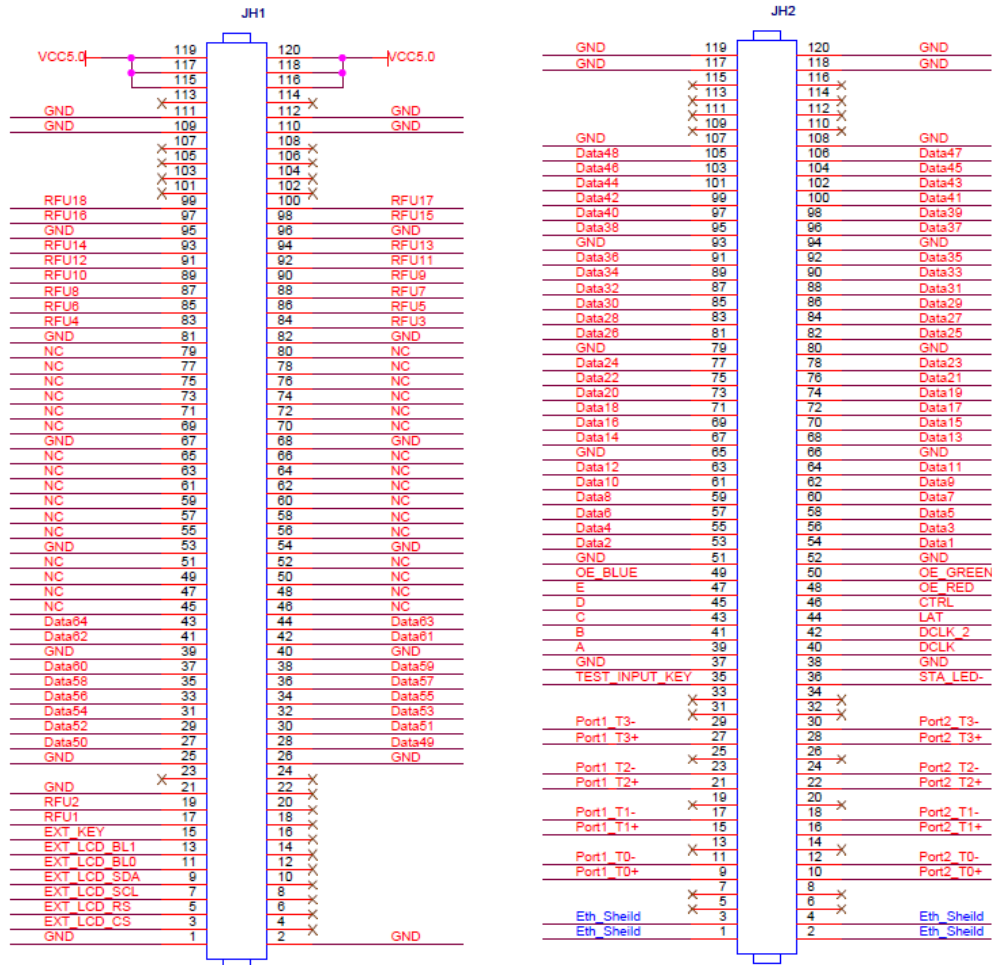 JH1
VCC5.0 119 120 VCC5.0
117 118
115 116
113 114
GND 111 112 GND
GND 109 110 GND
107 108
105 106
103 104
101 102
RFU18 99 100 RFU17
RFU16 97 98 RFU15
GND 95 96 GND
RFU14 93 94 RFU13
RFU12 91 92 RFU11
RFU10 89 90 RFU9
RFU8 87 88 RFU7
RFU6 85 86 RFU5
RFU4 83 84 RFU3
GND 81 82 GND
NC 79 80 NC
NC 77 78 NC
NC 75 76 NC
NC 73 74 NC
NC 71 72 NC
NC 69 70 NC
GND 67 68 GND
NC 65 66 NC
NC 63 64 NC
NC 61 62 NC
NC 59 60 NC
NC 57 58 NC
NC 55 56 NC
GND 53 54 GND
NC 51 52 NC
NC 49 50 NC
NC 47 48 NC
NC 45 46 NC
Data64 43 44 Data63
Data62 41 42 Data61
GND 39 40 GND
Data60 37 38 Data59
Data58 35 36 Data57
Data56 33 34 Data55
Data54 31 32 Data53
Data52 29 30 Data51
Data50 27 28 Data49
GND 25 26 GND
23 24
GND 21 22
RFU2 19 20
RFU1 17 18
EXT_KEY 15 16
EXT_LCD_BL1 13 14
EXT_LCD_BL0 11 12
EXT_LCD_SDA 9 10
EXT_LCD_SCL 7 8
EXT_LCD_RS 5 6
EXT_LCD_CS 3 4
GND 1 2 GND
JH2
GND 119 120 GND
GND 117 118 GND
115 116
113 114
111 112
109 110
GND 107 108 GND
Data48 105 106 Data47
Data46 103 104 Data45
Data44 101 102 Data43
Data42 99 100 Data41
Data40 97 98 Data39
Data38 95 96 Data37
GND 93 94 GND
Data36 91 92 Data35
Data34 89 90 Data33
Data32 87 88 Data31
Data30 85 86 Data29
Data28 83 84 Data27
Data26 81 82 Data25
GND 79 80 GND
Data24 77 78 Data23
Data22 75 76 Data21
Data20 73 74 Data19
Data18 71 72 Data17
Data16 69 70 Data15
Data14 67 68 Data13
GND 65 66 GND
Data12 63 64 Data11
Data10 61 62 Data9
Data8 59 60 Data7
Data6 57 58 Data5
Data4 55 56 Data3
Data2 53 54 Data1
GND 51 52 GND
OE_BLUE 49 50 OE_GREEN
E 47 48 OE_RED
D 45 46 CTRL
C 43 44 LAT
B 41 42 DCLK_2
A 39 40 DCLK
GND 37 38 GND
TEST_INPUT_KEY 35 36 STA_LED-
33 34
31 32
Port1_T3- 29 30 Port2_T3-
Port1_T3+ 27 28 Port2_T3+
25 26
Port1_T2- 23 24 Port2_T2-
Port1_T2+ 21 22 Port2_T2+
19 20
Port1_T1- 17 18 Port2_T1-
Port1_T1+ 15 16 Port2_T1+
13 14
Port1_T0- 11 12 Port2_T0-
Port1_T0+ 9 10 Port2_T0+
7 8
5 6
Eth_Sheild 3 4 Eth_Sheild
Eth_Sheild 1 2 Eth_Sheild